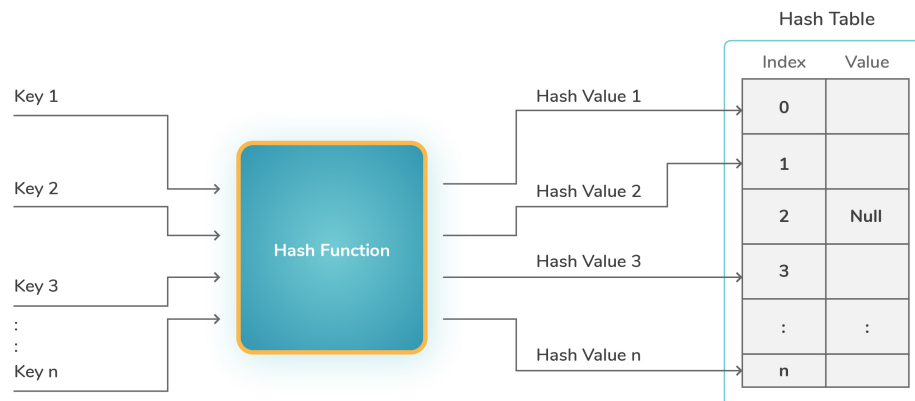 Hash Table
Index Value
Key 1
Hash Value 1
0
1
Key 2
Hash Value 2
2 Null
Hash Function
Hash Value 3
3
Key 3
:
:
: :
Hash Value n
Key n
n